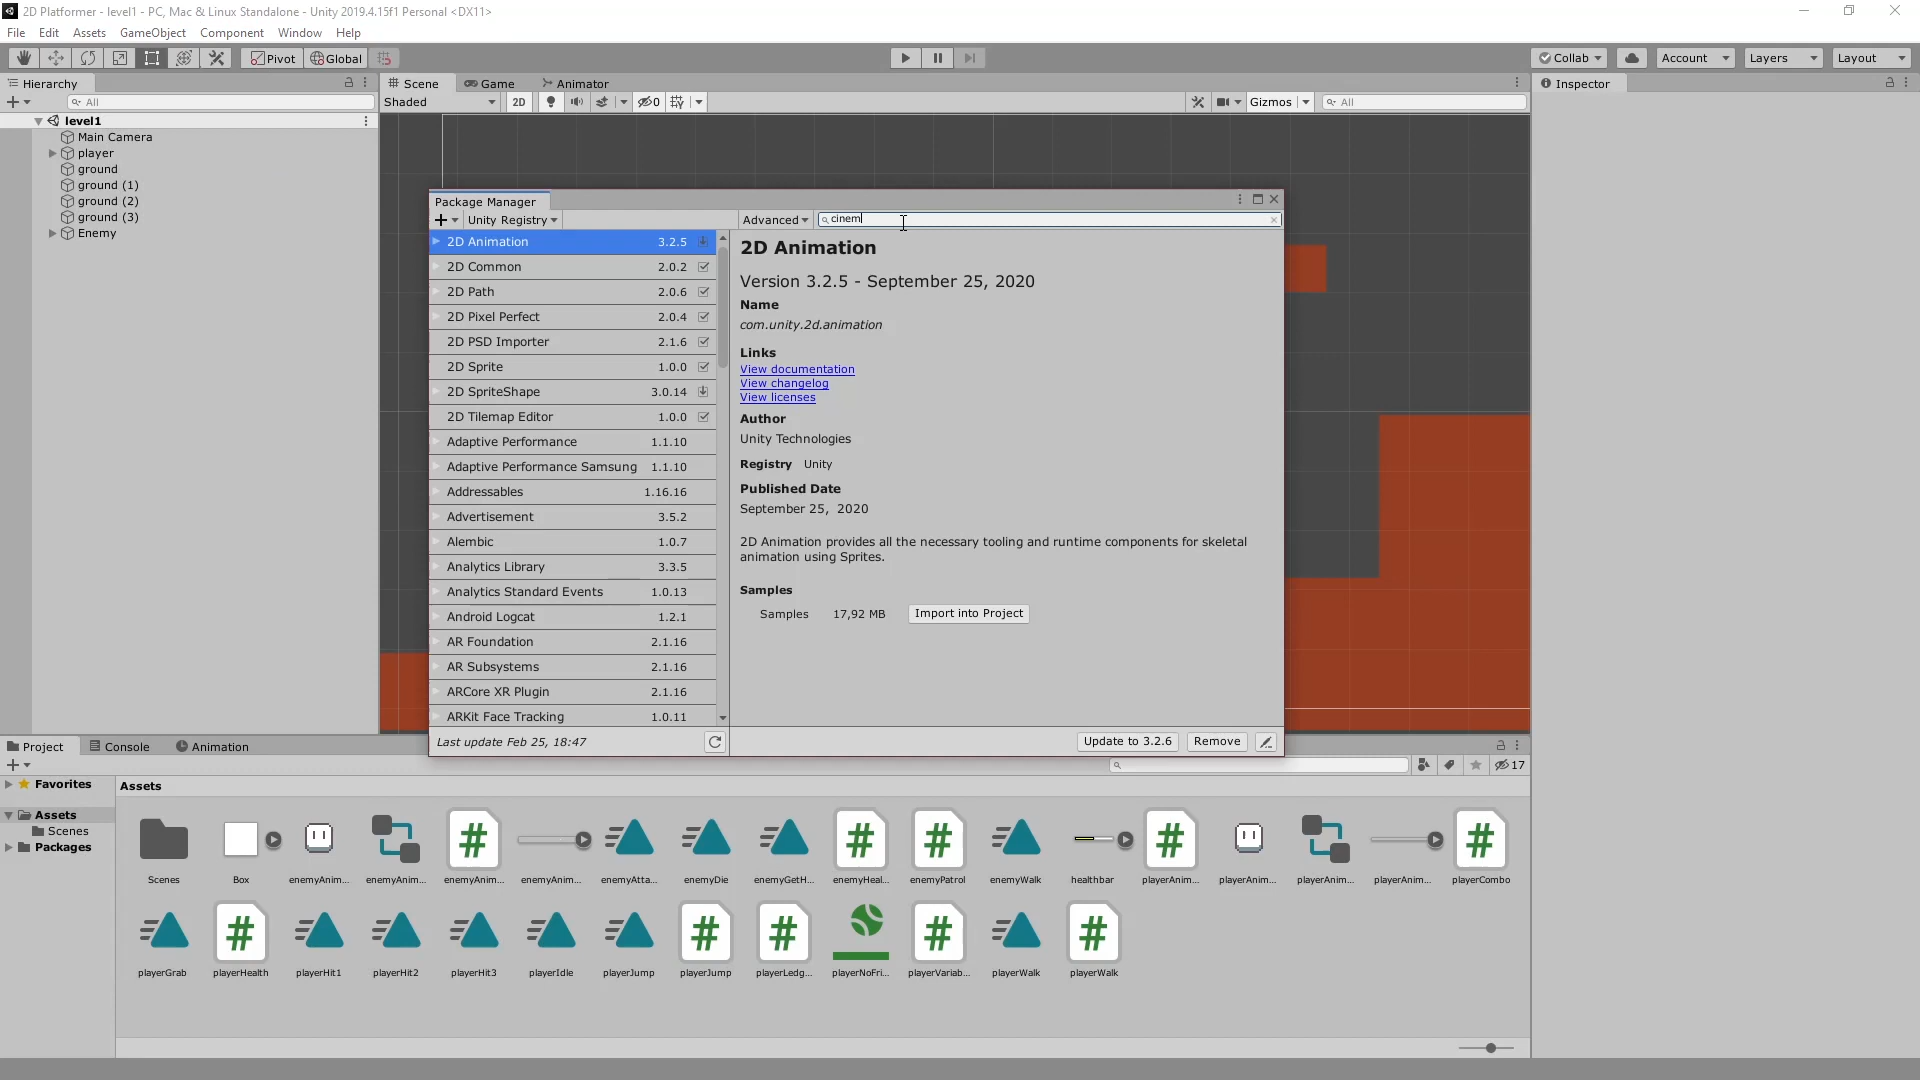 2D Platformer - level1 - PC, Mac & Linux Standalone - Unity 2019.4.15f1 Personal <DX11>
File Edit Assets GameObject Component Window Help
Pivot Global Collab Account Layers Layout
Hierarchy
All
level1
Main Camera
player
ground
ground (1)
ground (2)
ground (3)
Enemy
Scene Game Animator
Shaded 2D 0 Gizmos All
Inspector
Package Manager
Unity Registry Advanced cinem
2D Animation 3.2.5
2D Common 2.0.2
2D Path 2.0.6
2D Pixel Perfect 2.0.4
2D PSD Importer 2.1.6
2D Sprite 1.0.0
2D SpriteShape 3.0.14
2D Tilemap Editor 1.0.0
Adaptive Performance 1.1.10
Adaptive Performance Samsung 1.1.10
Addressables 1.16.16
Advertisement 3.5.2
Alembic 1.0.7
Analytics Library 3.3.5
Analytics Standard Events 1.0.13
Android Logcat 1.2.1
AR Foundation 2.1.16
AR Subsystems 2.1.16
ARCore XR Plugin 2.1.16
ARKit Face Tracking 1.0.11
Last update Feb 25, 18:47
2D Animation
Version 3.2.5 - September 25, 2020
Name
com.unity.2d.animation
Links
View documentation
View changelog
View licenses
Author
Unity Technologies
Registry Unity
Published Date
September 25, 2020
2D Animation provides all the necessary tooling and runtime components for skeletal
animation using Sprites.
Samples
Samples 17,92 MB Import into Project
Update to 3.2.6 Remove
Project Console Animation
17
Favorites
Assets
Scenes
Packages
Assets
Scenes Box enemyAnim... enemyAnim... enemyAnim... enemyAnim... enemyAtta... enemyDie enemyGetH... enemyHeal... enemyPatrol enemyWalk healthbar playerAnim... playerAnim... playerAnim... playerAnim... playerCombo
playerGrab playerHealth playerHit1 playerHit2 playerHit3 playerIdle playerJump playerJump playerLedg... playerNoFri... playerVariab... playerWalk playerWalk